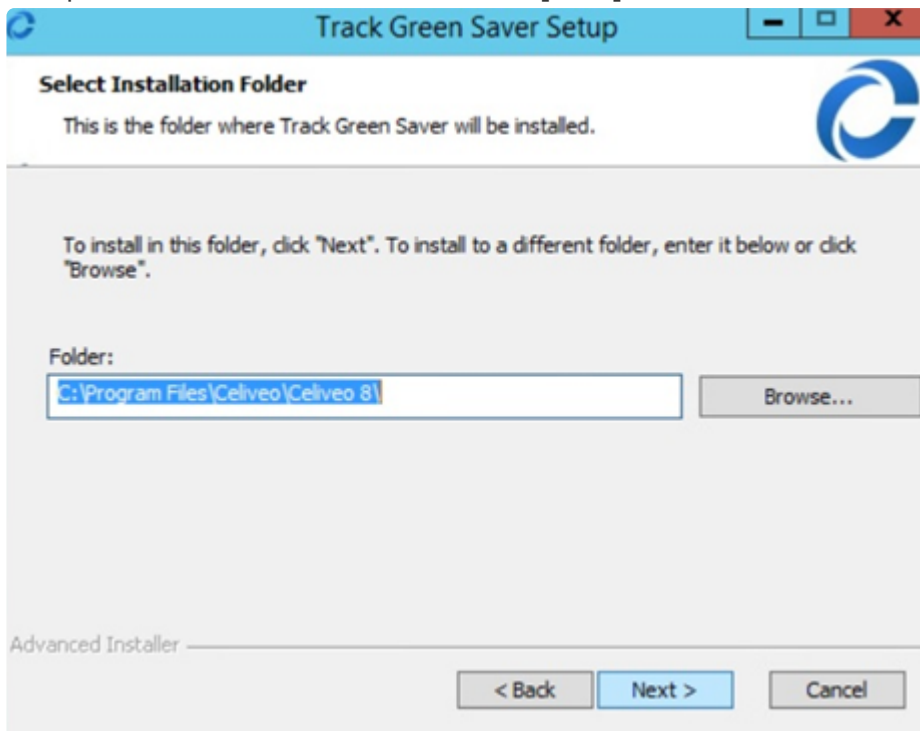 Track Green Saver Setup
Select Installation Folder
This is the folder where Track Green Saver will be installed.
To install in this folder, click "Next". To install to a different folder, enter it below or click
"Browse".
Folder:
C:\Program Files\Celiveo\Celiveo 8\
Browse...
Advanced Installer
< Back
Next >
Cancel